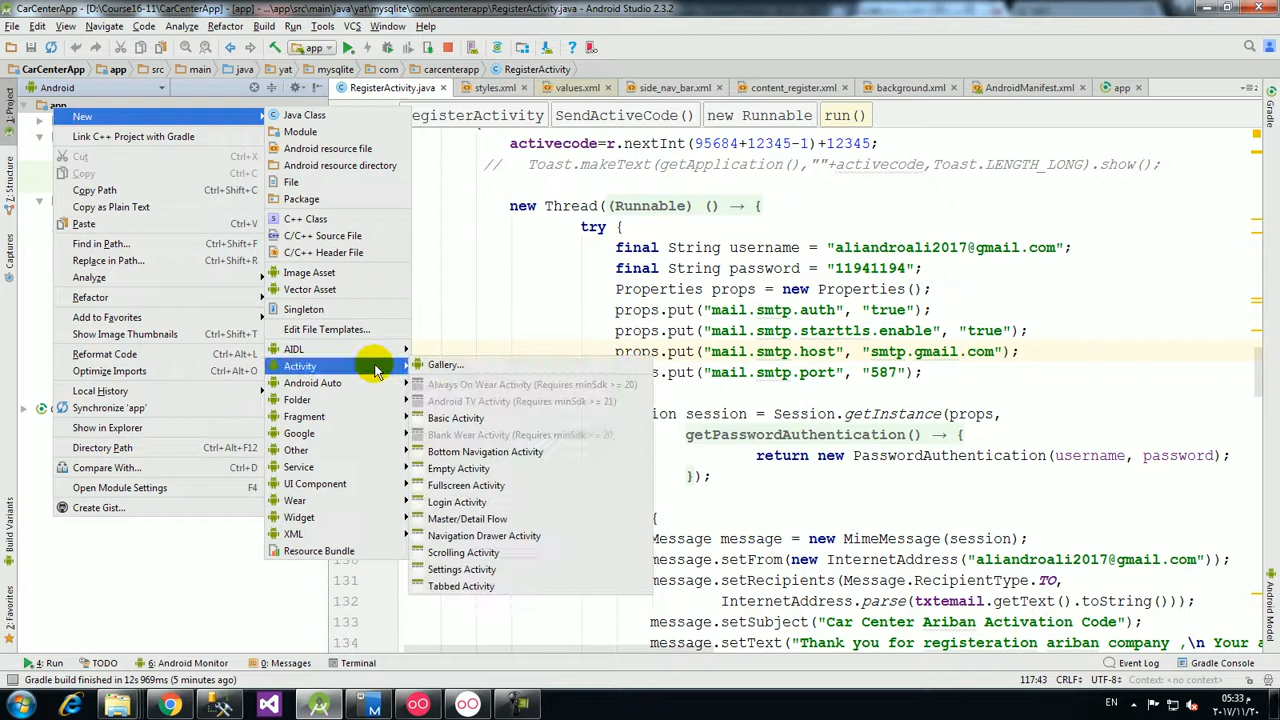 CarCenterApp - [D:\Course16-11\CarCenterApp] - [app] - ...\app\src\main\java\yat\mysqlite\com\carcenterapp\RegisterActivity.java - Android Studio 2.3.2
File Edit View Navigate Code Analyze Refactor Build Run Tools VCS Window Help
app
CarCenterApp app src main java yat mysqlite com carcenterapp RegisterActivity
Android
RegisterActivity.java styles.xml values.xml side_nav_bar.xml content_register.xml background.xml AndroidManifest.xml app
app
egisterActivity SendActiveCode() new Runnable run()
New
Link C++ Project with Gradle
Cut Ctrl+X
Copy Ctrl+C
Copy Path Ctrl+Shift+C
Copy as Plain Text
Paste Ctrl+V
Find in Path... Ctrl+Shift+F
Replace in Path... Ctrl+Shift+R
Analyze
Refactor
Add to Favorites
Show Image Thumbnails Ctrl+Shift+T
Reformat Code Ctrl+Alt+L
Optimize Imports Ctrl+Alt+O
Local History
Synchronize 'app'
Show in Explorer
Directory Path Ctrl+Alt+F12
Compare With... Ctrl+D
Open Module Settings F4
Create Gist...
Java Class
Module
Android resource file
Android resource directory
File
Package
C++ Class
C/C++ Source File
C/C++ Header File
Image Asset
Vector Asset
Singleton
Edit File Templates...
AIDL
Activity
Android Auto
Folder
Fragment
Google
Other
Service
UI Component
Wear
Widget
XML
Resource Bundle
Gallery...
Always On Wear Activity (Requires minSdk >= 20)
Android TV Activity (Requires minSdk >= 21)
Basic Activity
Blank Wear Activity (Requires minSdk >= 20
Bottom Navigation Activity
Empty Activity
Fullscreen Activity
Login Activity
Master/Detail Flow
Navigation Drawer Activity
Scrolling Activity
Settings Activity
Tabbed Activity
activecode=r.nextInt(95684+12345-1)+12345;
// Toast.makeText(getApplication(),""+activecode,Toast.LENGTH_LONG).show();
new Thread((Runnable) () → {
try {
final String username = "aliandroali2017@gmail.com";
final String password = "11941194";
Properties props = new Properties();
props.put("mail.smtp.auth", "true");
props.put("mail.smtp.starttls.enable", "true");
props.put("mail.smtp.host", "smtp.gmail.com");
s.put("mail.smtp.port", "587");
ion session = Session.getInstance(props,
getPasswordAuthentication() → {
return new PasswordAuthentication(username, password);
});
{
Message message = new MimeMessage(session);
message.setFrom(new InternetAddress("aliandroali2017@gmail.com"));
131 message.setRecipients(Message.RecipientType.TO,
132 InternetAddress.parse(txtemail.getText().toString()));
133 message.setSubject("Car Center Ariban Activation Code");
134 message.setText("Thank you for registeration ariban company ,\n Your a
1: Project
7: Structure
Captures
Build Variants
2: Favorites
Gradle
Android Model
4: Run TODO 6: Android Monitor 0: Messages Terminal Event Log Gradle Console
Gradle build finished in 12s 969ms (5 minutes ago) 117:43 CRLF UTF-8 Context: <no context>
EN
05:33 م
٢٠١٧/١١/٢٠